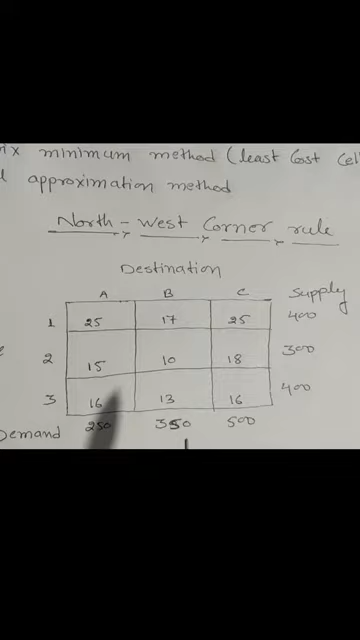 minimum method (least Cost Cell
approximation method
North - West Corner rule
Destination
A B C Supply
1 25 17 25 400
2 15 10 18 300
3 16 13 16 400
Demand 250 350 500